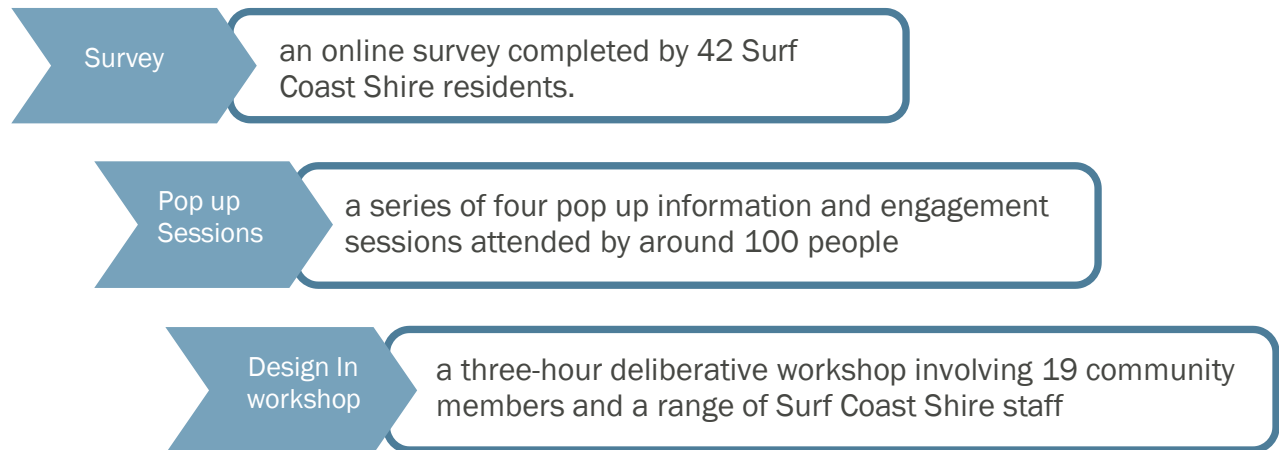 Survey
an online survey completed by 42 Surf
Coast Shire residents.
Pop up
Sessions
a series of four pop up information and engagement
sessions attended by around 100 people
Design In
workshop
a three-hour deliberative workshop involving 19 community
members and a range of Surf Coast Shire staff